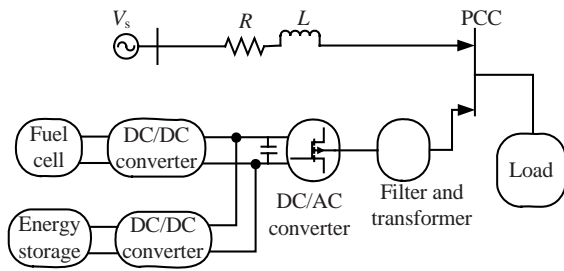 Vs
R
L
PCC
Fuel
cell
DC/DC
converter
DC/AC
converter
Filter and
transformer
Load
Energy
storage
DC/DC
converter